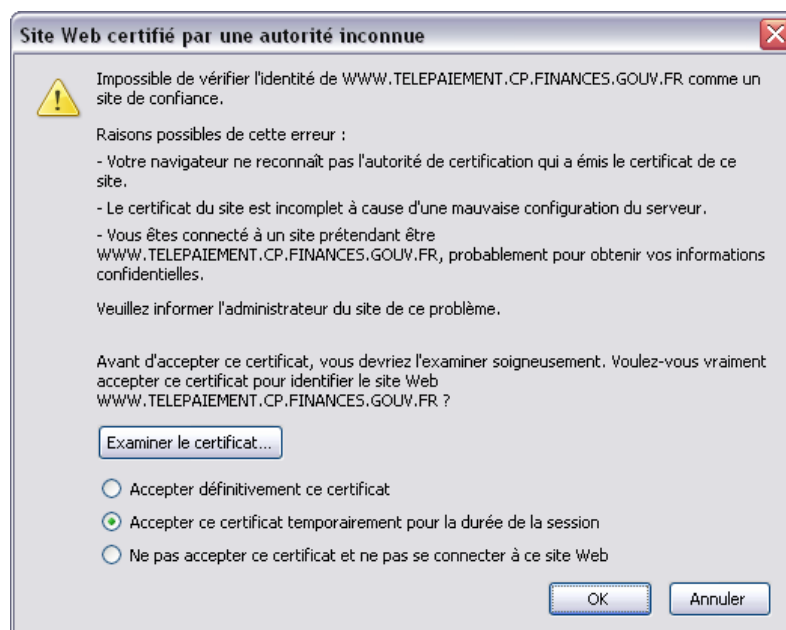 Site Web certifié par une autorité inconnue
Impossible de vérifier l'identité de WWW.TELEPAIEMENT.CP.FINANCES.GOUV.FR comme un
site de confiance.
Raisons possibles de cette erreur :
- Votre navigateur ne reconnaît pas l'autorité de certification qui a émis le certificat de ce
site.
- Le certificat du site est incomplet à cause d'une mauvaise configuration du serveur.
- Vous êtes connecté à un site prétendant être
WWW.TELEPAIEMENT.CP.FINANCES.GOUV.FR, probablement pour obtenir vos informations
confidentielles.
Veuillez informer l'administrateur du site de ce problème.
Avant d'accepter ce certificat, vous devriez l'examiner soigneusement. Voulez-vous vraiment
accepter ce certificat pour identifier le site Web
WWW.TELEPAIEMENT.CP.FINANCES.GOUV.FR ?
Examiner le certificat...
Accepter définitivement ce certificat
Accepter ce certificat temporairement pour la durée de la session
Ne pas accepter ce certificat et ne pas se connecter à ce site Web
OK Annuler